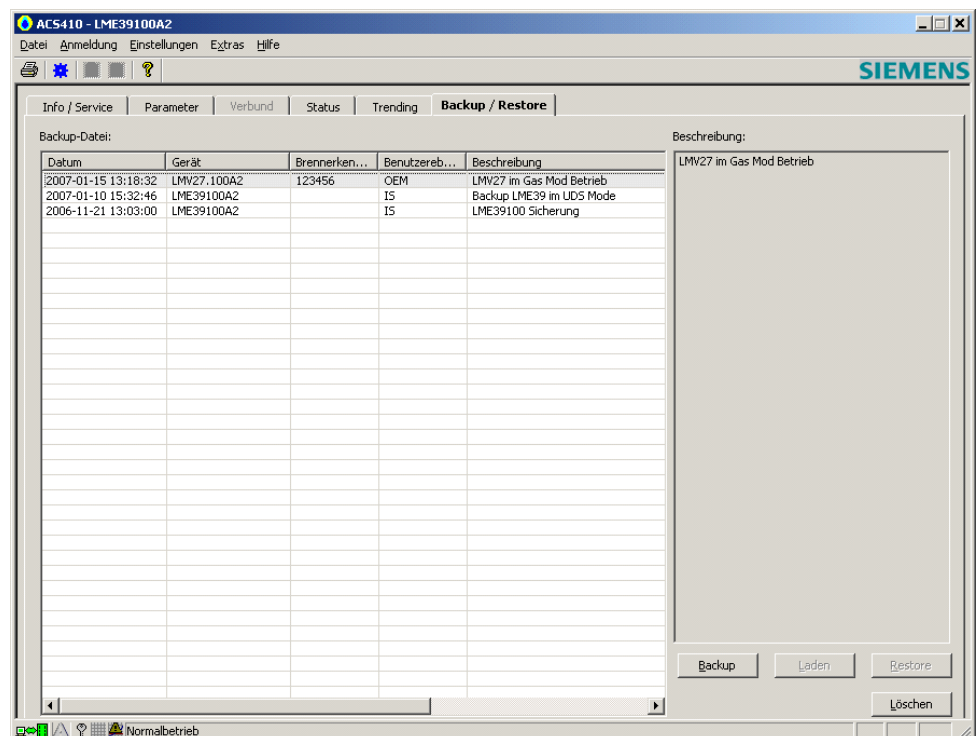 ACS410 - LME39100A2
Datei Anmeldung Einstellungen Extras Hilfe
SIEMENS
Info / Service Parameter Verbund Status Trending Backup / Restore
Backup-Datei: Beschreibung:
Datum Gerät Brennerken... Benutzereb... Beschreibung
2007-01-15 13:18:32 LMV27.100A2 123456 OEM LMV27 im Gas Mod Betrieb
2007-01-10 15:32:46 LME39100A2 IS Backup LME39 im UDS Mode
2006-11-21 13:03:00 LME39100A2 IS LME39100 Sicherung
LMV27 im Gas Mod Betrieb
Backup Laden Restore
Löschen
Normalbetrieb